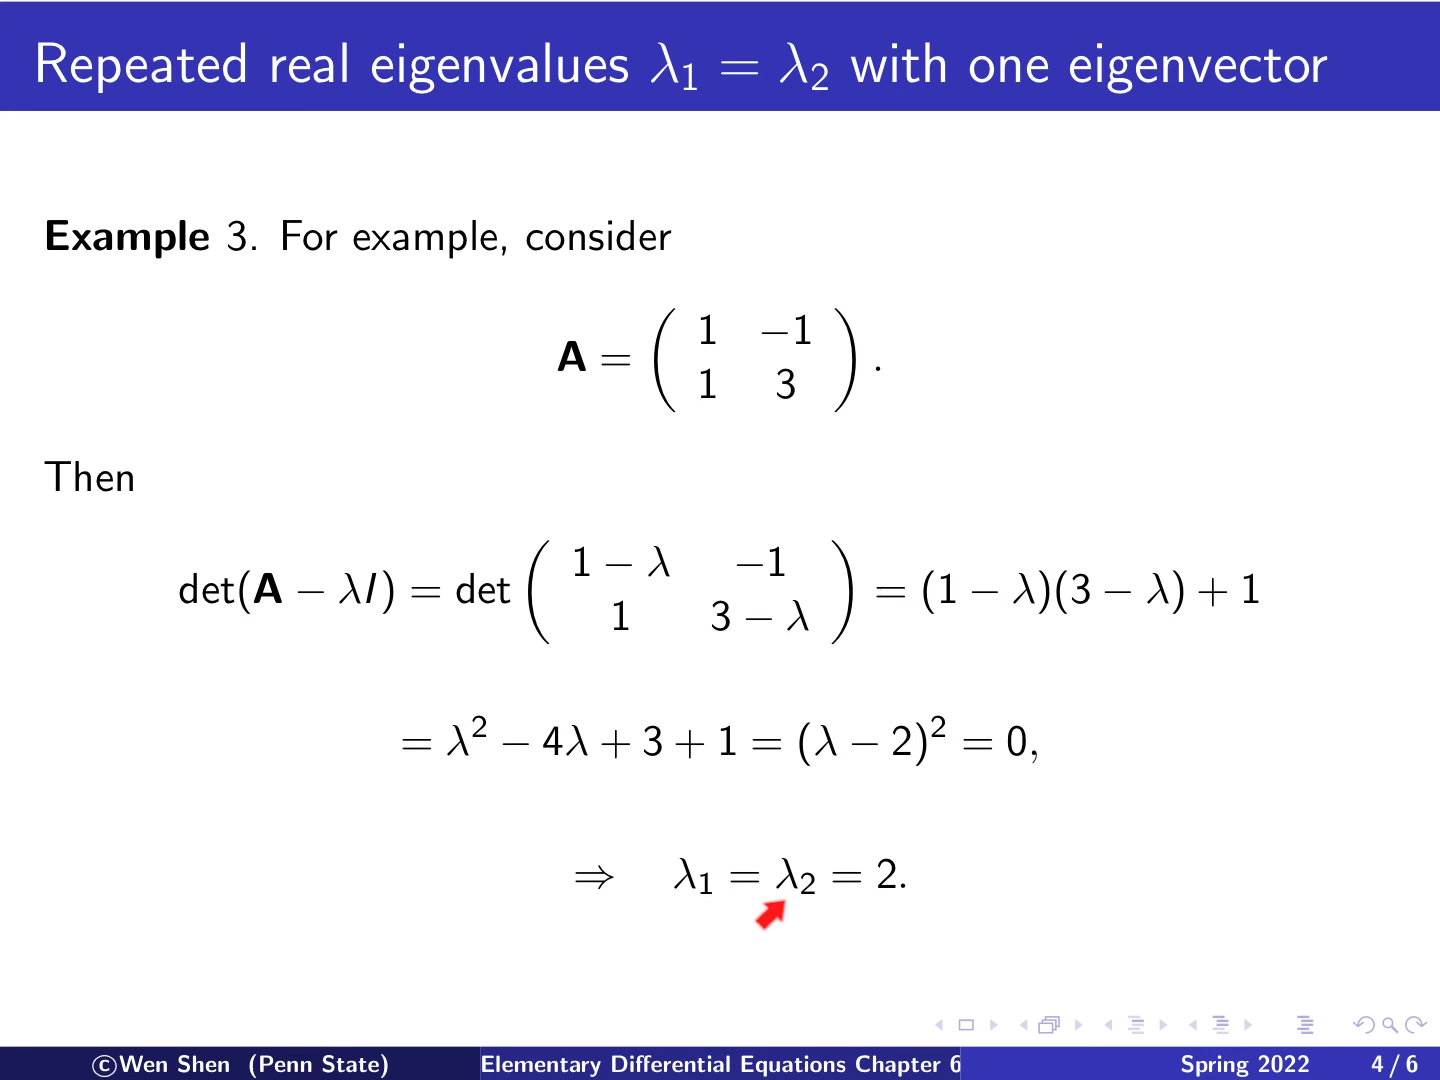 Repeated real eigenvalues λ₁ = λ₂ with one eigenvector
Example 3. For example, consider
A = ( 1 −1
1 3 ) .
Then
det(A − λI) = det ( 1 − λ −1
1 3 − λ ) = (1 − λ)(3 − λ) + 1
= λ² − 4λ + 3 + 1 = (λ − 2)² = 0,
⇒ λ₁ = λ₂ = 2.
©Wen Shen (Penn State) Elementary Differential Equations Chapter 6 Spring 2022 4 / 6